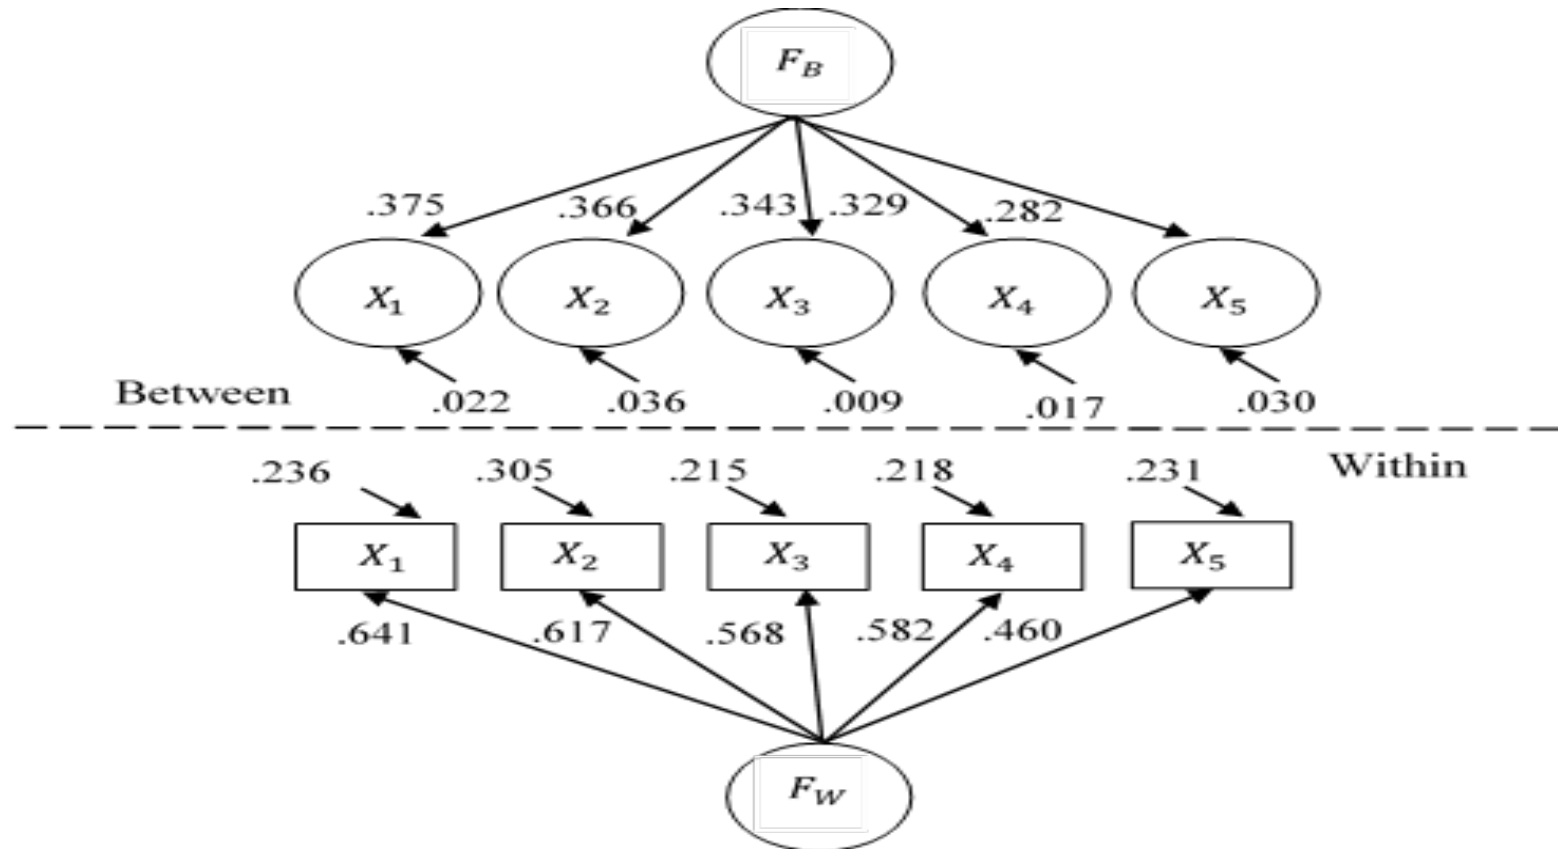 F_B
.375 .366 .343 .329 .282
X_1 X_2 X_3 X_4 X_5
Between .022 .036 .009 .017 .030
.236 .305 .215 .218 .231 Within
X_1 X_2 X_3 X_4 X_5
.641 .617 .568 .582 .460
F_W